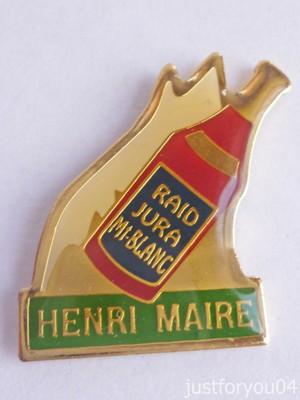 RAID
JURA
Mt-BLANC
HENRI MAIRE
justforyou04